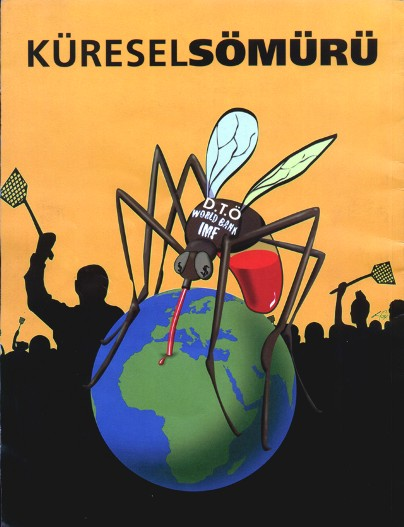 KÜRESELSÖMÜRÜ
D.T.Ö
WORLD BANK
IMF
$